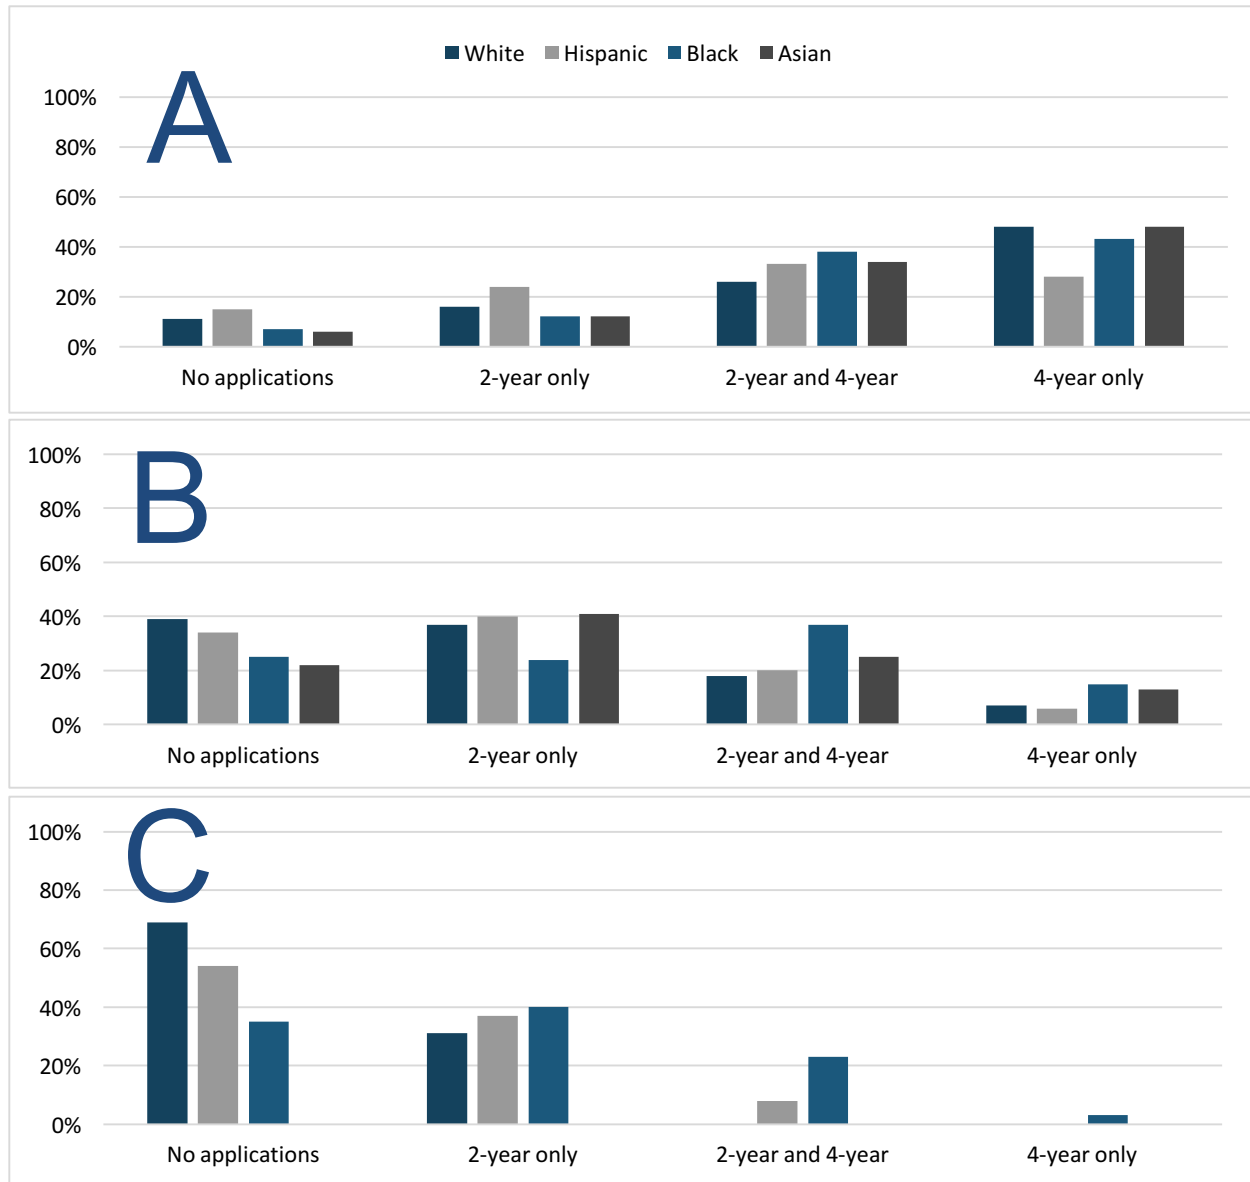 White Hispanic Black Asian
A
100%
80%
60%
40%
20%
0%
No applications 2-year only 2-year and 4-year 4-year only
B
100%
80%
60%
40%
20%
0%
No applications 2-year only 2-year and 4-year 4-year only
C
100%
80%
60%
40%
20%
0%
No applications 2-year only 2-year and 4-year 4-year only